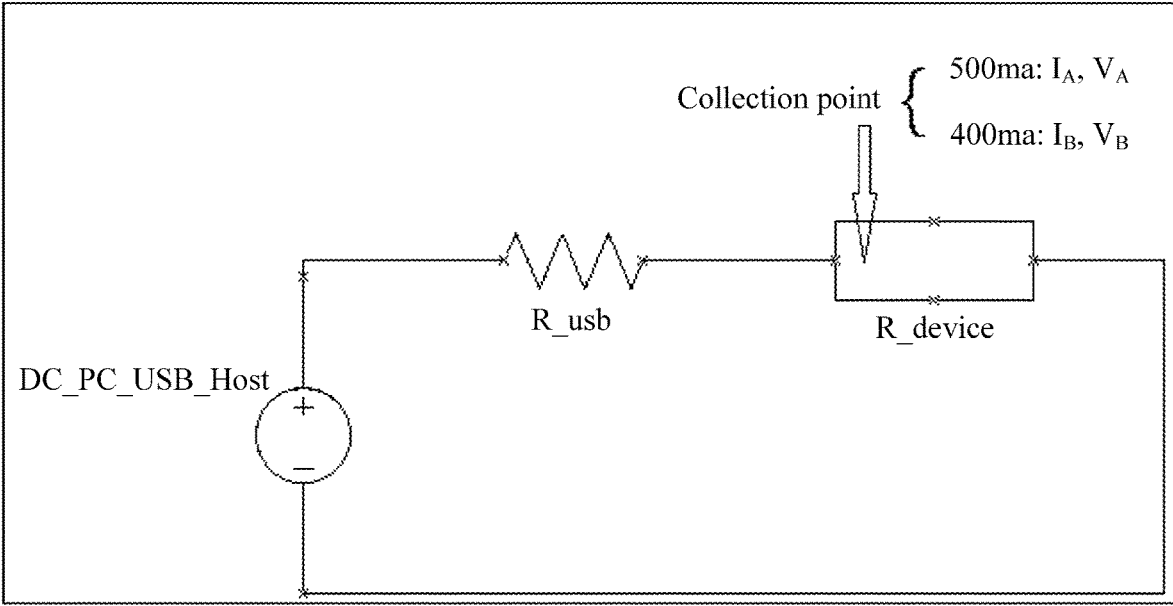 500ma: I_A, V_A
Collection point {
400ma: I_B, V_B
R_usb
R_device
DC_PC_USB_Host
+
−